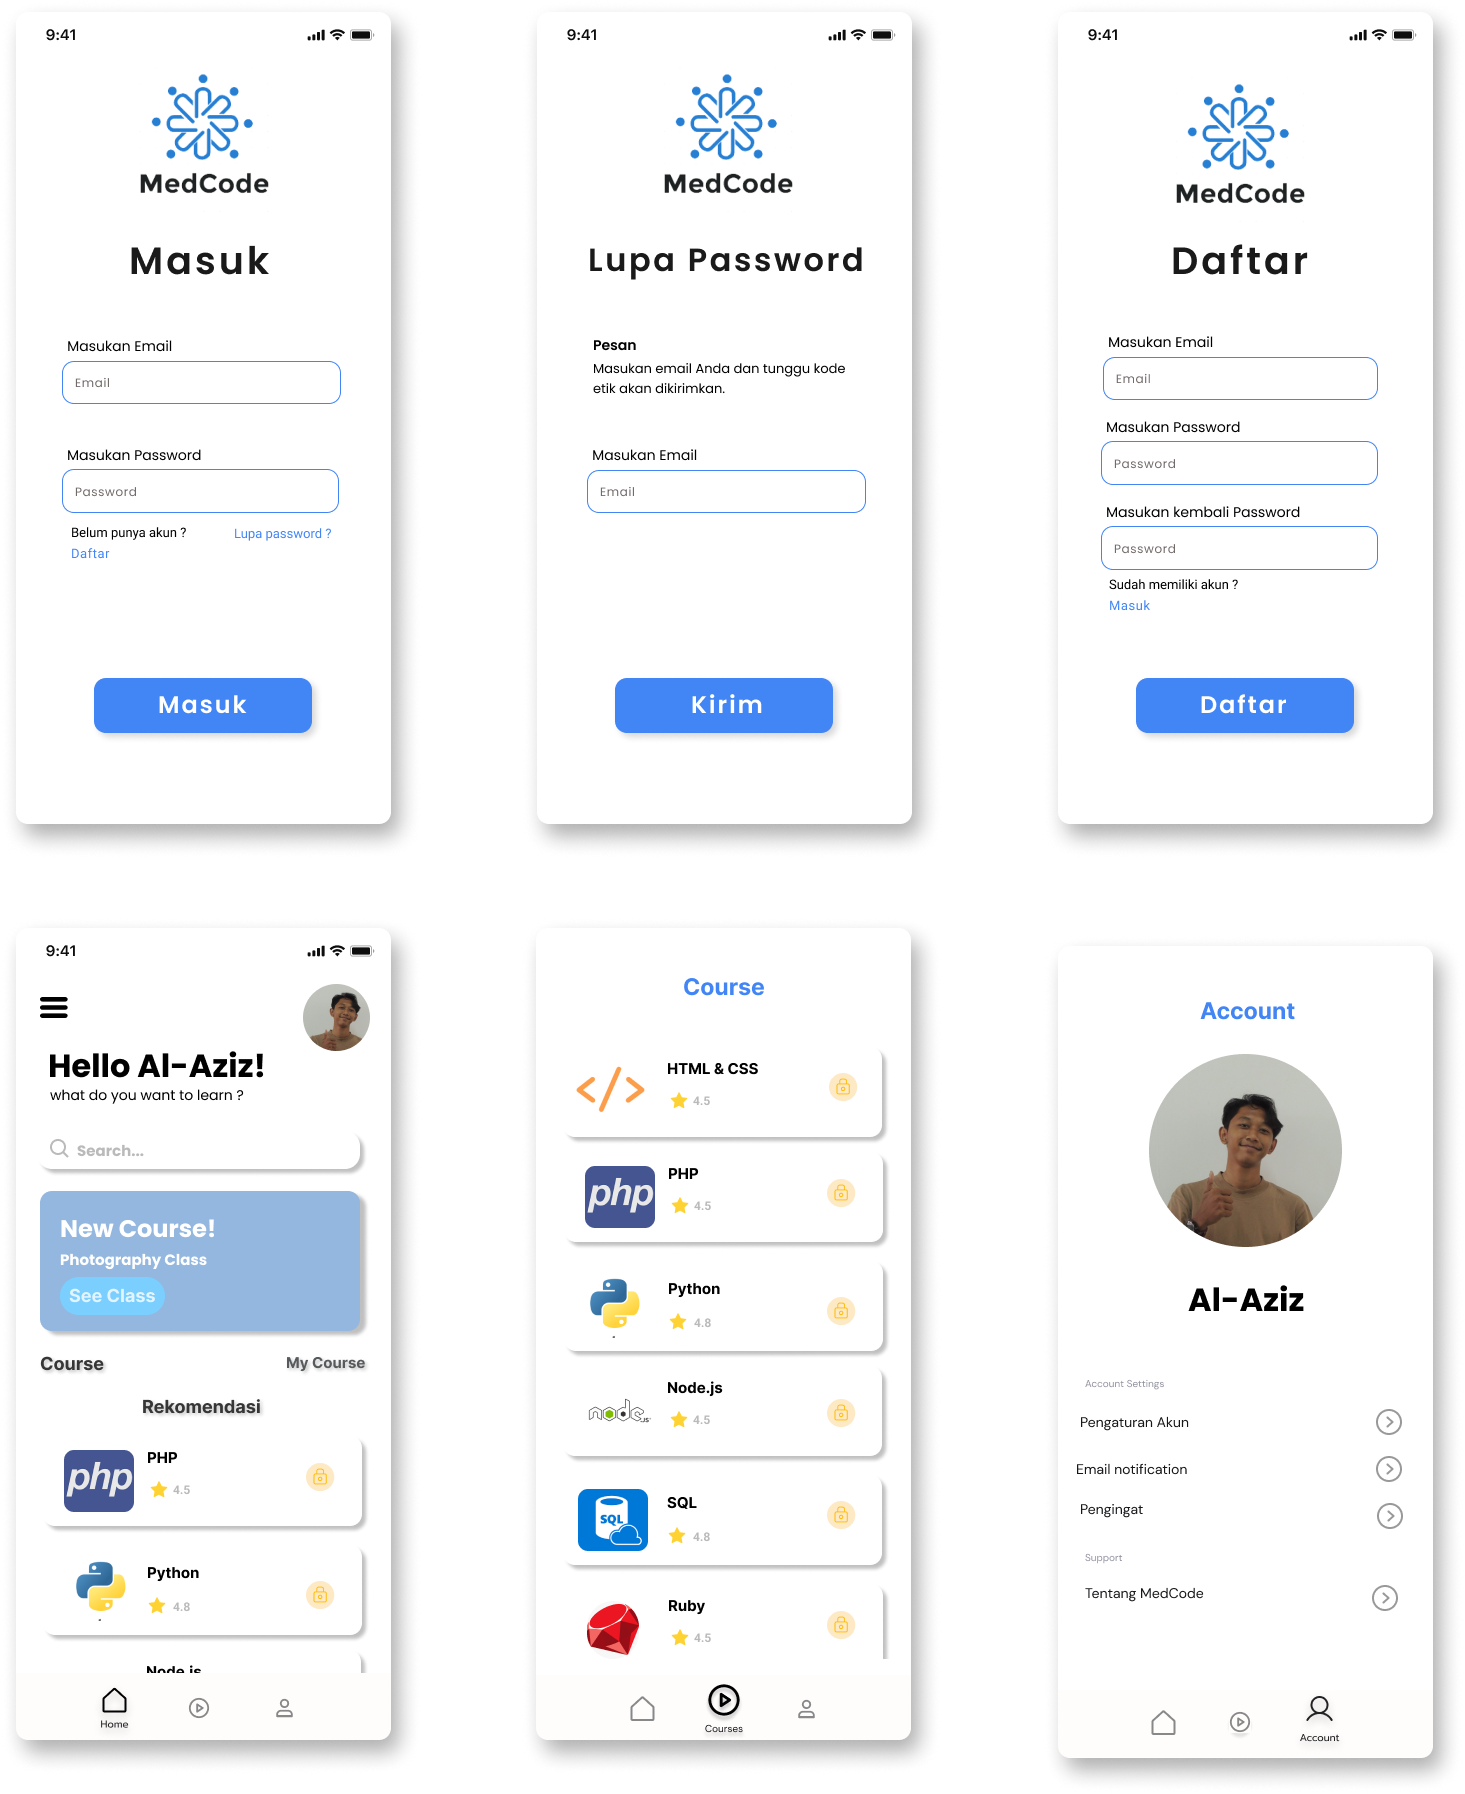 9:41
MedCode
Masuk
Masukan Email
Email
Masukan Password
Password
Belum punya akun ?
Lupa password ?
Daftar
Masuk
9:41
MedCode
Lupa Password
Pesan
Masukan email Anda dan tunggu kode
etik akan dikirimkan.
Masukan Email
Email
Kirim
9:41
MedCode
Daftar
Masukan Email
Email
Masukan Password
Password
Masukan kembali Password
Password
Sudah memiliki akun ?
Masuk
Daftar
9:41
Hello Al-Aziz!
what do you want to learn ?
Search...
New Course!
Photography Class
See Class
Course
My Course
Rekomendasi
php
PHP
4.5
Python
4.8
Node.js
Home
Course
HTML & CSS
4.5
php
PHP
4.5
Python
4.8
node
JS
Node.js
4.5
SQL
SQL
4.8
Ruby
4.5
Courses
Account
Al-Aziz
Account Settings
Pengaturan Akun
Email notification
Pengingat
Support
Tentang MedCode
Account